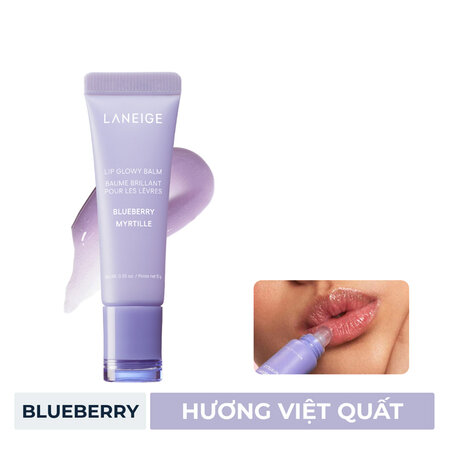 LANEIGE
LIP GLOWY BALM
BAUME BRILLANT
POUR LES LÈVRES
BLUEBERRY
MYRTILLE
BLUEBERRY
HƯƠNG VIỆT QUẤT